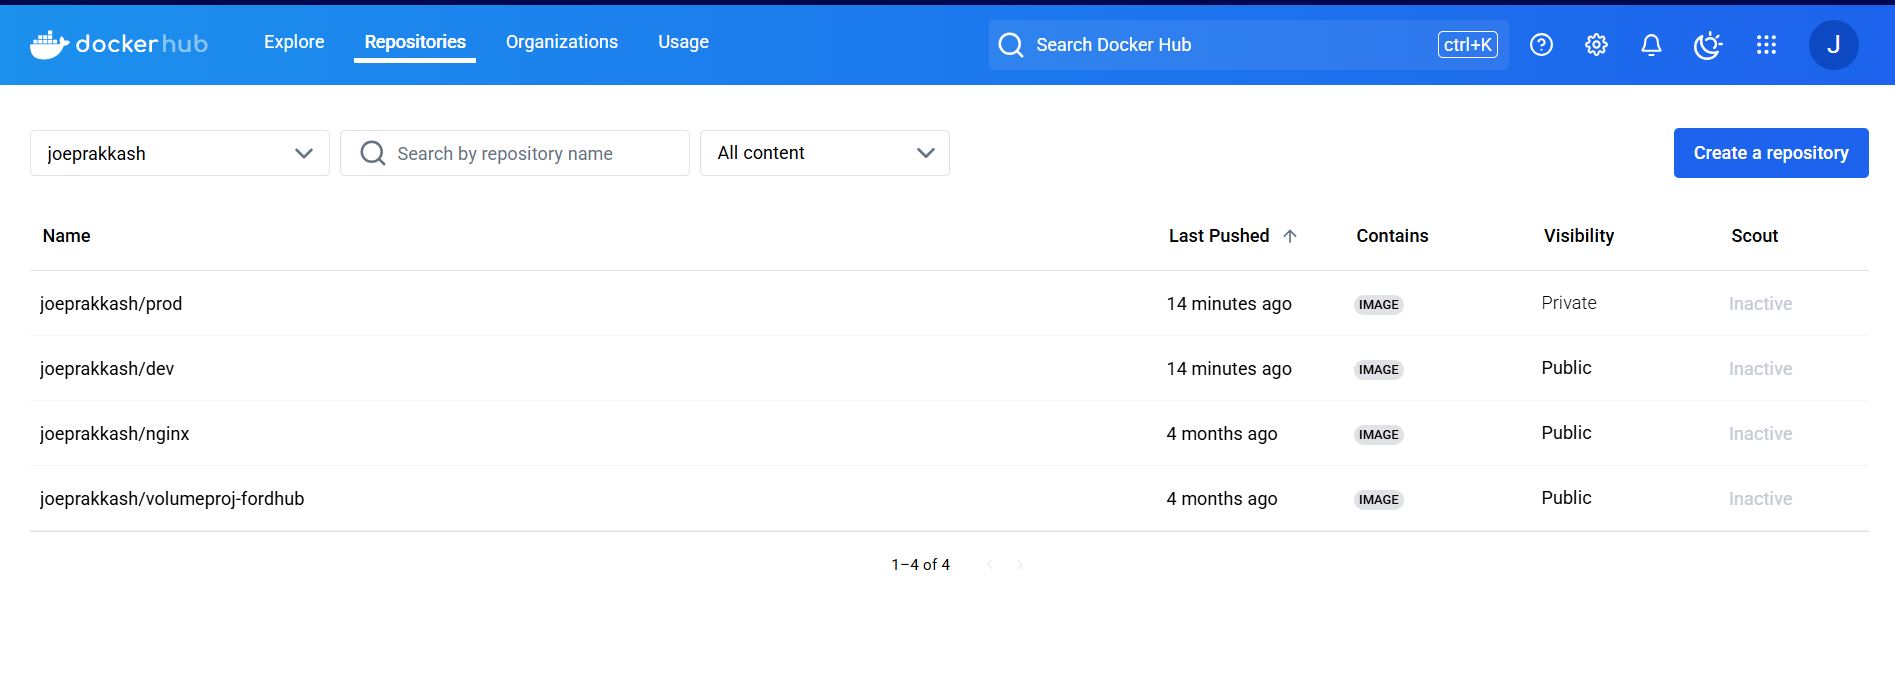 dockerhub Explore Repositories Organizations Usage Search Docker Hub ctrl+K J
joeprakkash Search by repository name All content Create a repository
Name Last Pushed Contains Visibility Scout
joeprakkash/prod 14 minutes ago IMAGE Private Inactive
joeprakkash/dev 14 minutes ago IMAGE Public Inactive
joeprakkash/nginx 4 months ago IMAGE Public Inactive
joeprakkash/volumeproj-fordhub 4 months ago IMAGE Public Inactive
1–4 of 4